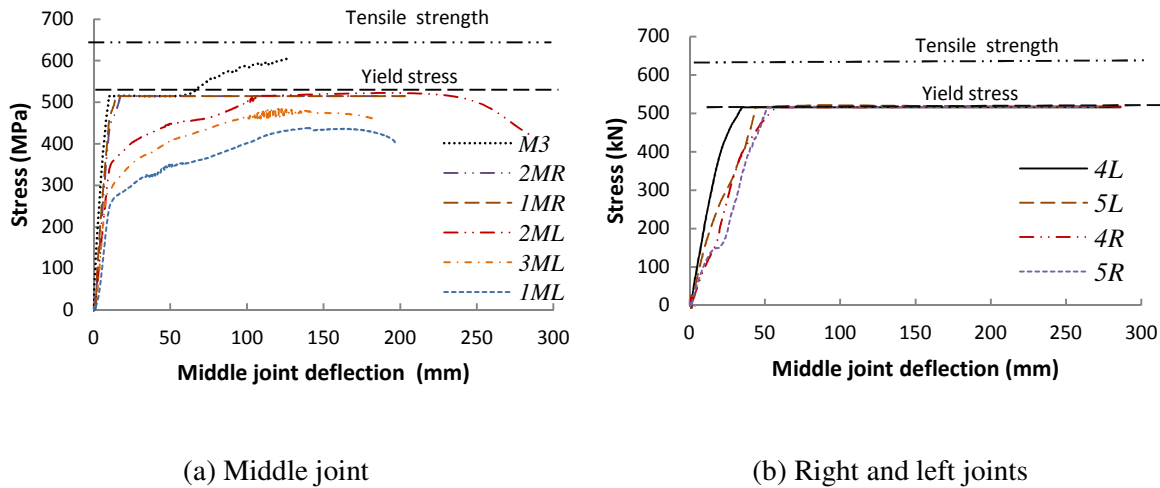 700
600
500
400
300
200
100
0
Stress (MPa)
Tensile strength
Yield stress
M3
2MR
1MR
2ML
3ML
1ML
0 50 100 150 200 250 300
Middle joint deflection (mm)
(a) Middle joint
700
600
500
400
300
200
100
0
Stress (kN)
Tensile strength
Yield stress
4L
5L
4R
5R
0 50 100 150 200 250 300
Middle joint deflection (mm)
(b) Right and left joints